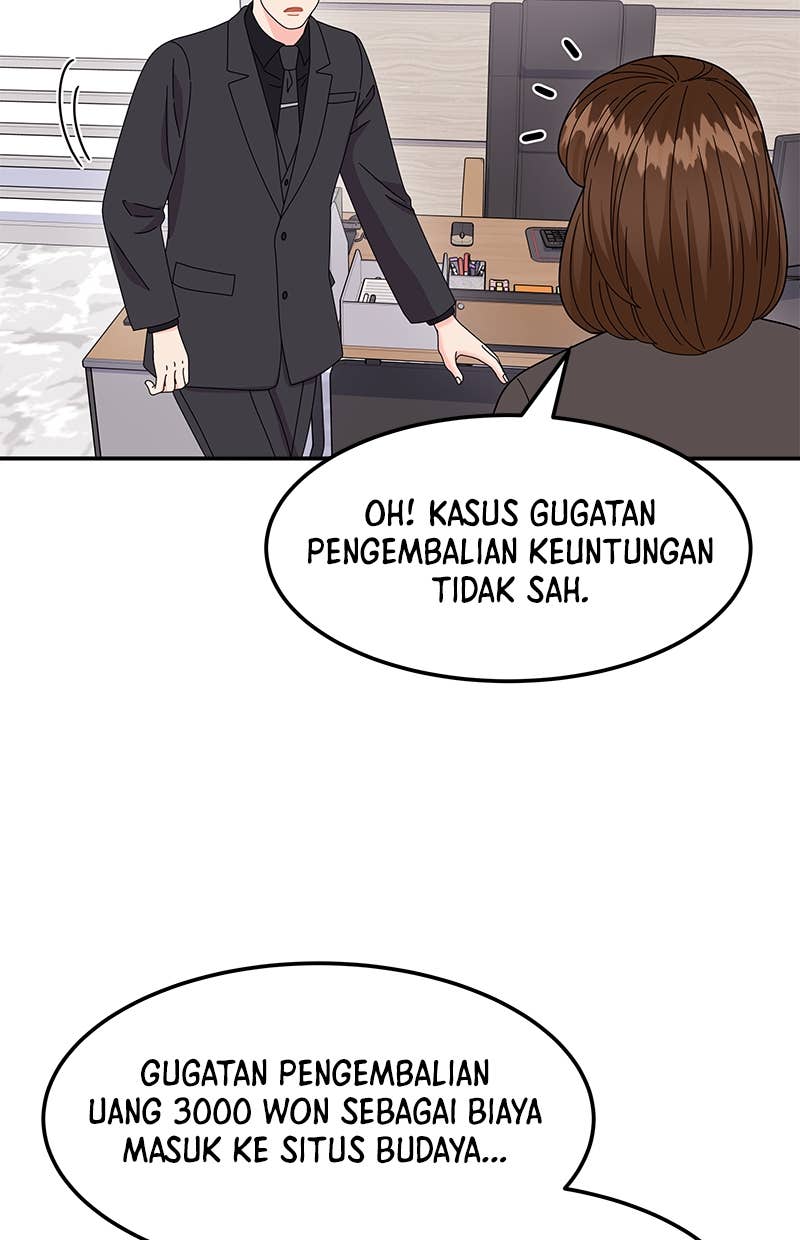 OH! KASUS GUGATAN
PENGEMBALIAN KEUNTUNGAN
TIDAK SAH.
GUGATAN PENGEMBALIAN
UANG 3000 WON SEBAGAI BIAYA
MASUK KE SITUS BUDAYA...